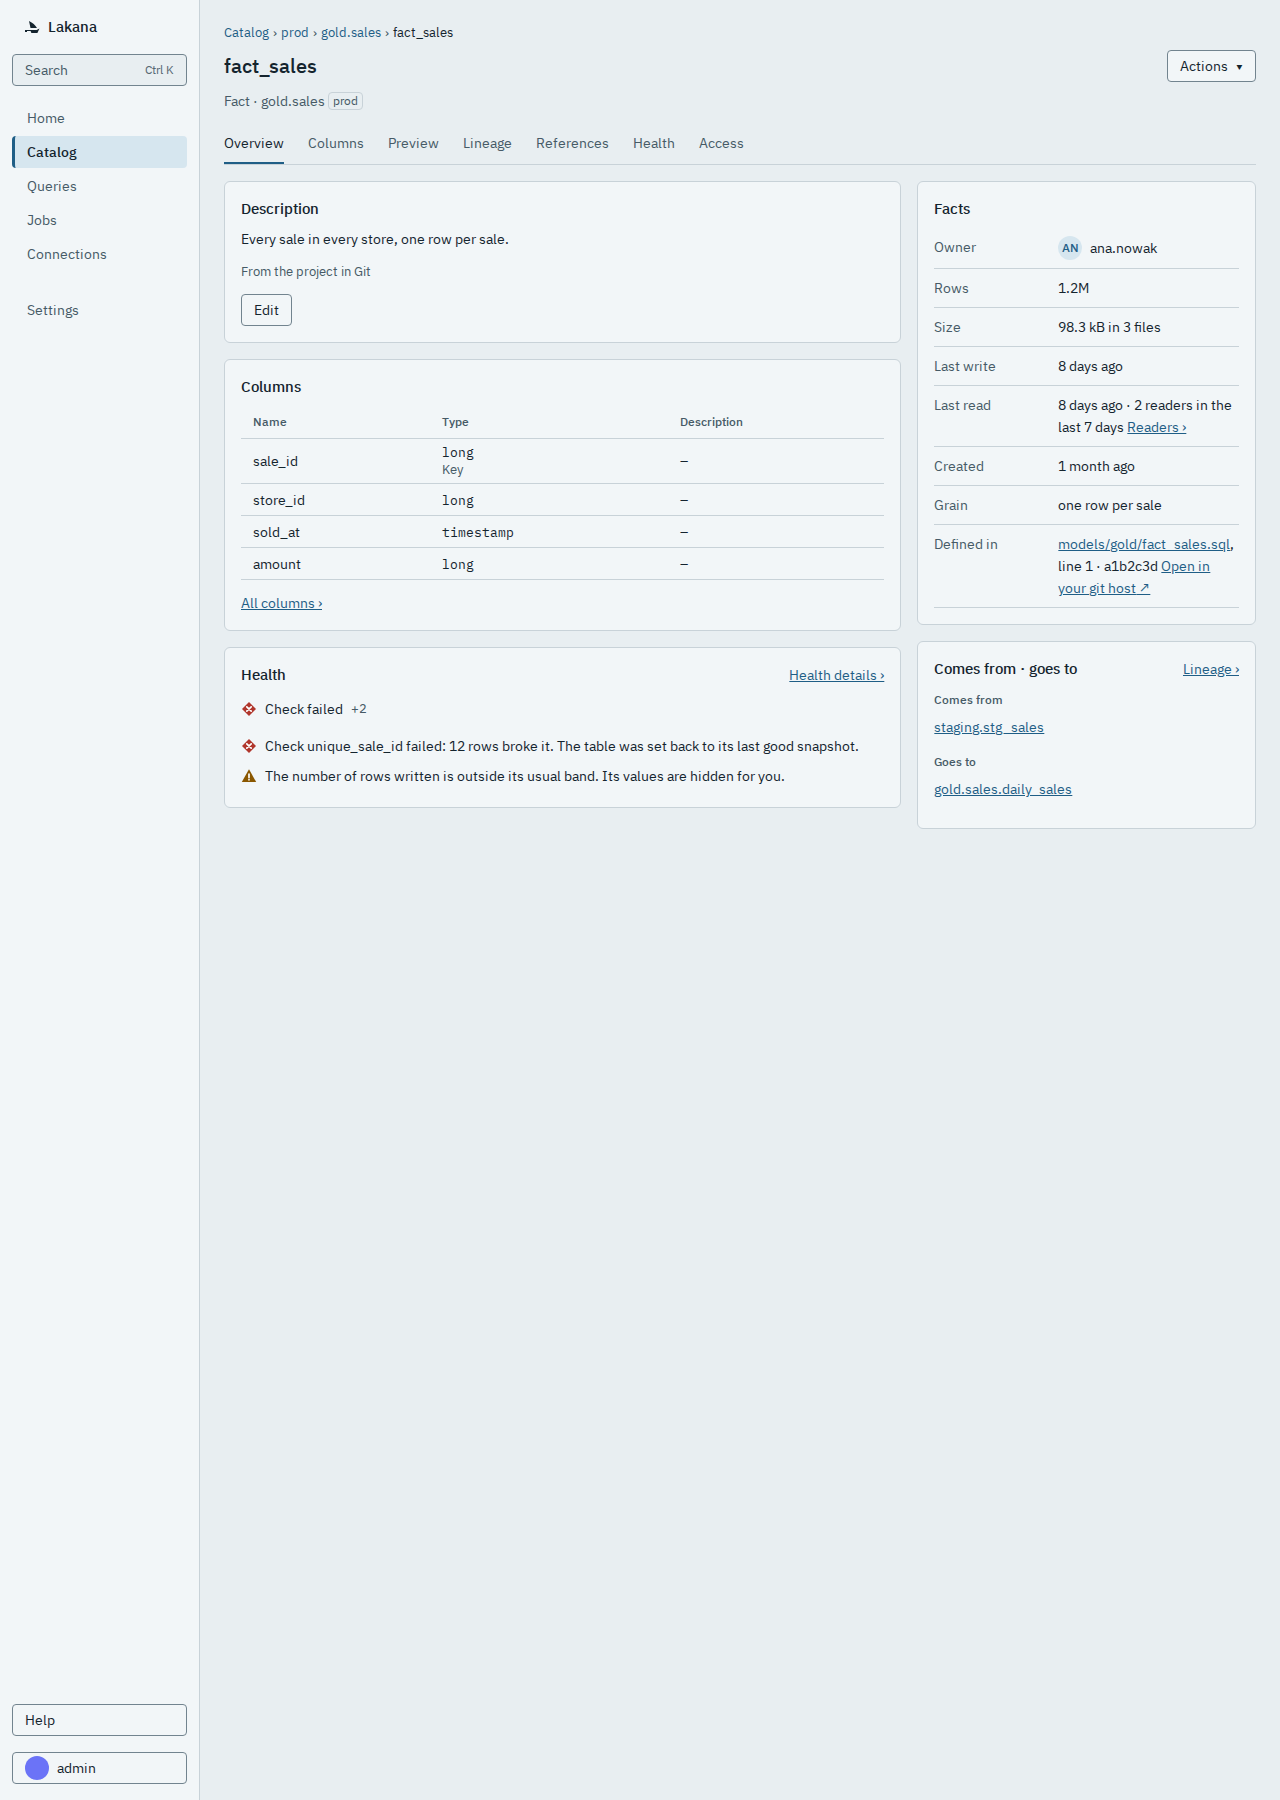 Lakana
Search Ctrl K
Home
Catalog
Queries
Jobs
Connections
Settings
Help
admin
Catalog › prod › gold.sales › fact_sales
fact_sales
Actions ▾
Fact · gold.sales prod
Overview Columns Preview Lineage References Health Access
Description
Every sale in every store, one row per sale.
From the project in Git
Edit
Columns
Name Type Description
sale_id long –
Key
store_id long –
sold_at timestamp –
amount long –
All columns ›
Health Health details ›
Check failed +2
Check unique_sale_id failed: 12 rows broke it. The table was set back to its last good snapshot.
The number of rows written is outside its usual band. Its values are hidden for you.
Facts
Owner AN ana.nowak
Rows 1.2M
Size 98.3 kB in 3 files
Last write 8 days ago
Last read 8 days ago · 2 readers in the
last 7 days Readers ›
Created 1 month ago
Grain one row per sale
Defined in models/gold/fact_sales.sql,
line 1 · a1b2c3d Open in
your git host ↗
Comes from · goes to Lineage ›
Comes from
staging.stg_sales
Goes to
gold.sales.daily_sales